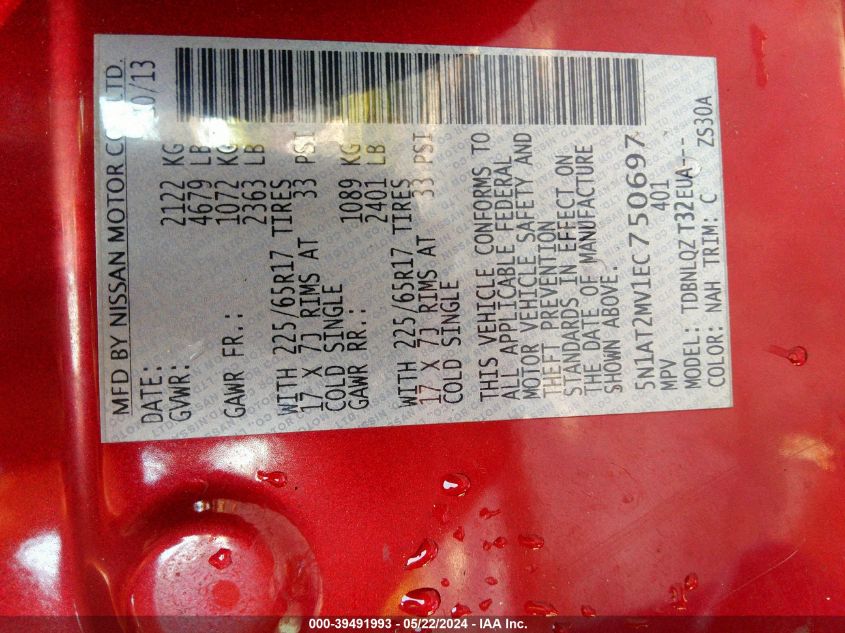 MFD BY NISSAN MOTOR CO., LTD.
DATE: 10/13
GVWR: 2122 KG
4679 LB
GAWR FR.: 1072 KG
2363 LB
WITH 225/65R17 TIRES
17 X 7J RIMS AT 33 PSI
COLD SINGLE
GAWR RR.: 1089 KG
2401 LB
WITH 225/65R17 TIRES
17 X 7J RIMS AT 33 PSI
COLD SINGLE
THIS VEHICLE CONFORMS TO
ALL APPLICABLE FEDERAL
MOTOR VEHICLE SAFETY AND
THEFT PREVENTION
STANDARDS IN EFFECT ON
THE DATE OF MANUFACTURE
SHOWN ABOVE.
5N1AT2MV1EC750697
MPV 401
MODEL: TDBNLQZ T32EUA---
COLOR: NAH TRIM: C ZS30A
000-39491993 - 05/22/2024 - IAA Inc.